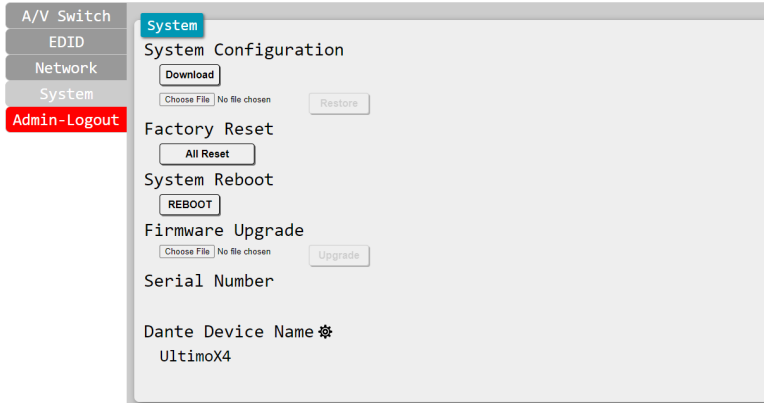 A/V Switch
EDID
Network
System
Admin-Logout
System
System Configuration
Download
Choose File No file chosen
Restore
Factory Reset
All Reset
System Reboot
REBOOT
Firmware Upgrade
Choose File No file chosen
Upgrade
Serial Number
Dante Device Name
UltimoX4